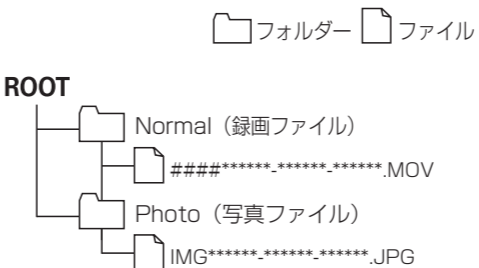 フォルダー ファイル
ROOT
Normal（録画ファイル）
####******-******-******.MOV
Photo（写真ファイル）
IMG******-******-******.JPG